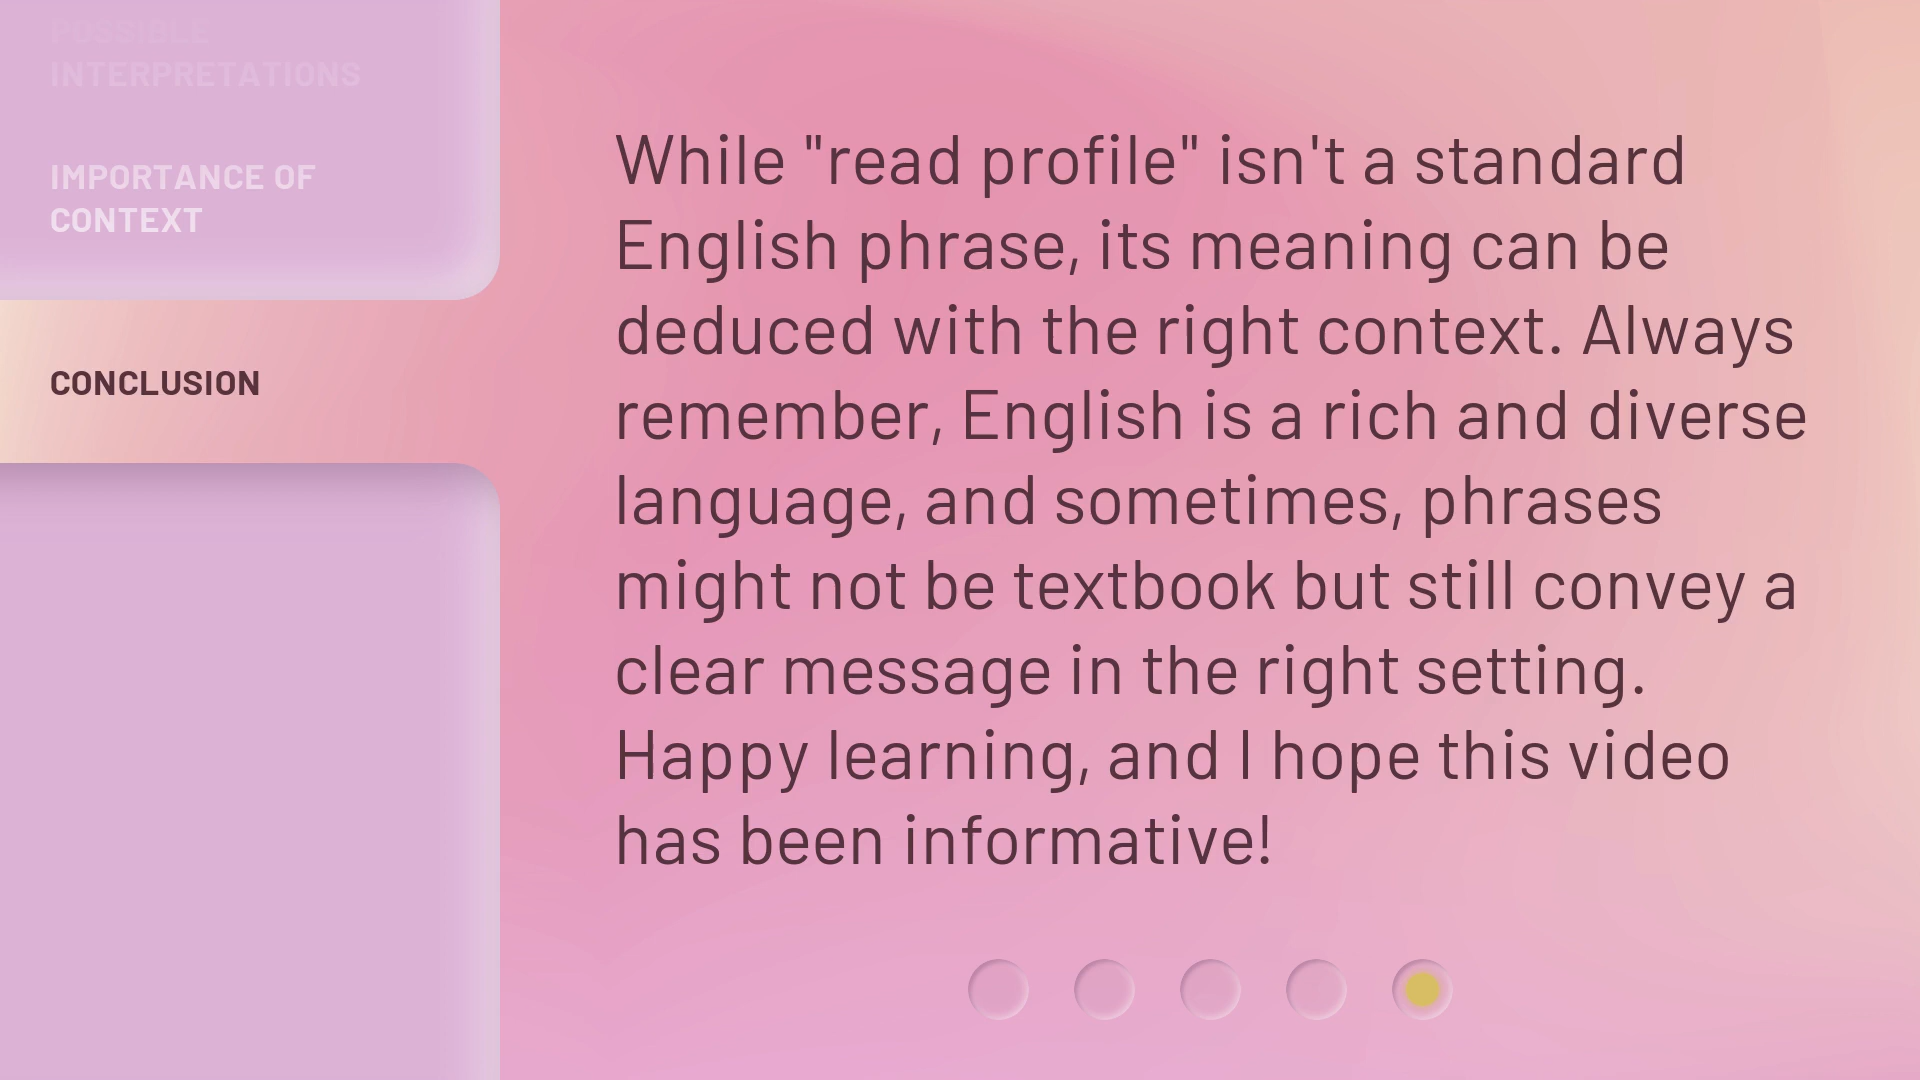 POSSIBLE
INTERPRETATIONS
IMPORTANCE OF
CONTEXT
CONCLUSION
While "read profile" isn't a standard
English phrase, its meaning can be
deduced with the right context. Always
remember, English is a rich and diverse
language, and sometimes, phrases
might not be textbook but still convey a
clear message in the right setting.
Happy learning, and I hope this video
has been informative!